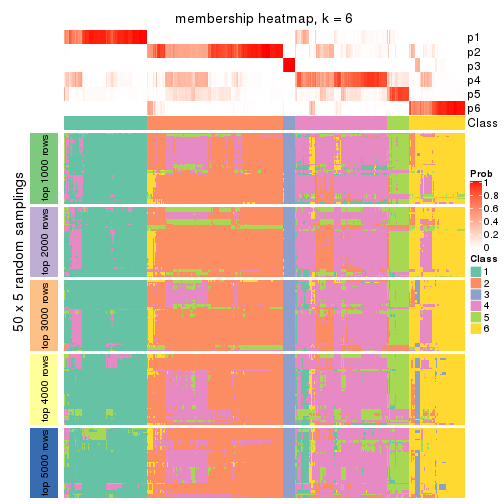 membership heatmap, k = 6
p1
p2
p3
p4
p5
p6
Class
50 x 5 random samplings
top 1000 rows
top 2000 rows
top 3000 rows
top 4000 rows
top 5000 rows
Prob
1
0.8
0.6
0.4
0.2
0
Class
1
2
3
4
5
6